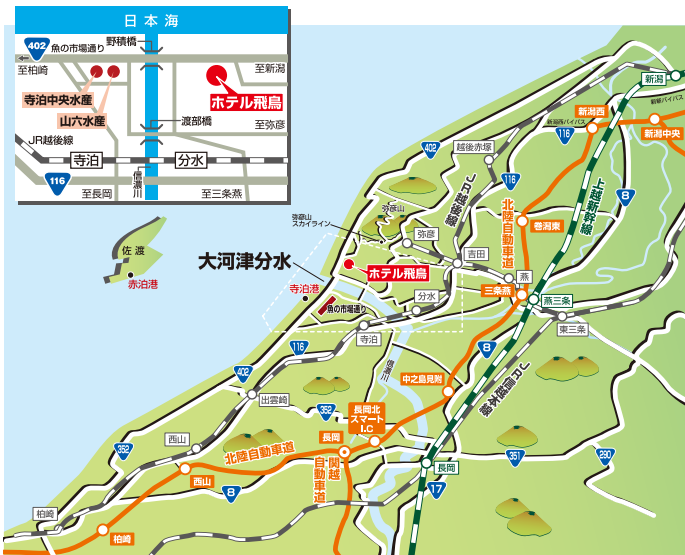 日本海
402
魚の市場通り
野積橋
至柏崎
至新潟
寺泊中央水産
山六水産
ホテル飛鳥
渡部橋
至弥彦
JR越後線
寺泊
分水
116
信濃川
至長岡
至三条燕
佐渡
赤泊港
大河津分水
寺泊港
弥彦山
スカイライン
弥彦山
弥彦
ホテル飛鳥
魚の市場通り
分水
寺泊
吉田
燕
三条燕
燕三条
東三条
402
越後赤塚
116
JR越後線
北陸自動車道
巻潟東
上越新幹線
8
新潟西
新潟西バイパス
116
新潟
新潟中央
8
116
402
出雲崎
信濃川
中之島見附
JR信越本線
352
長岡北
スマート
I.C
長岡
352
西山
北陸自動車道
西山
8
関越
自動車道
長岡
17
351
290
柏崎
柏崎